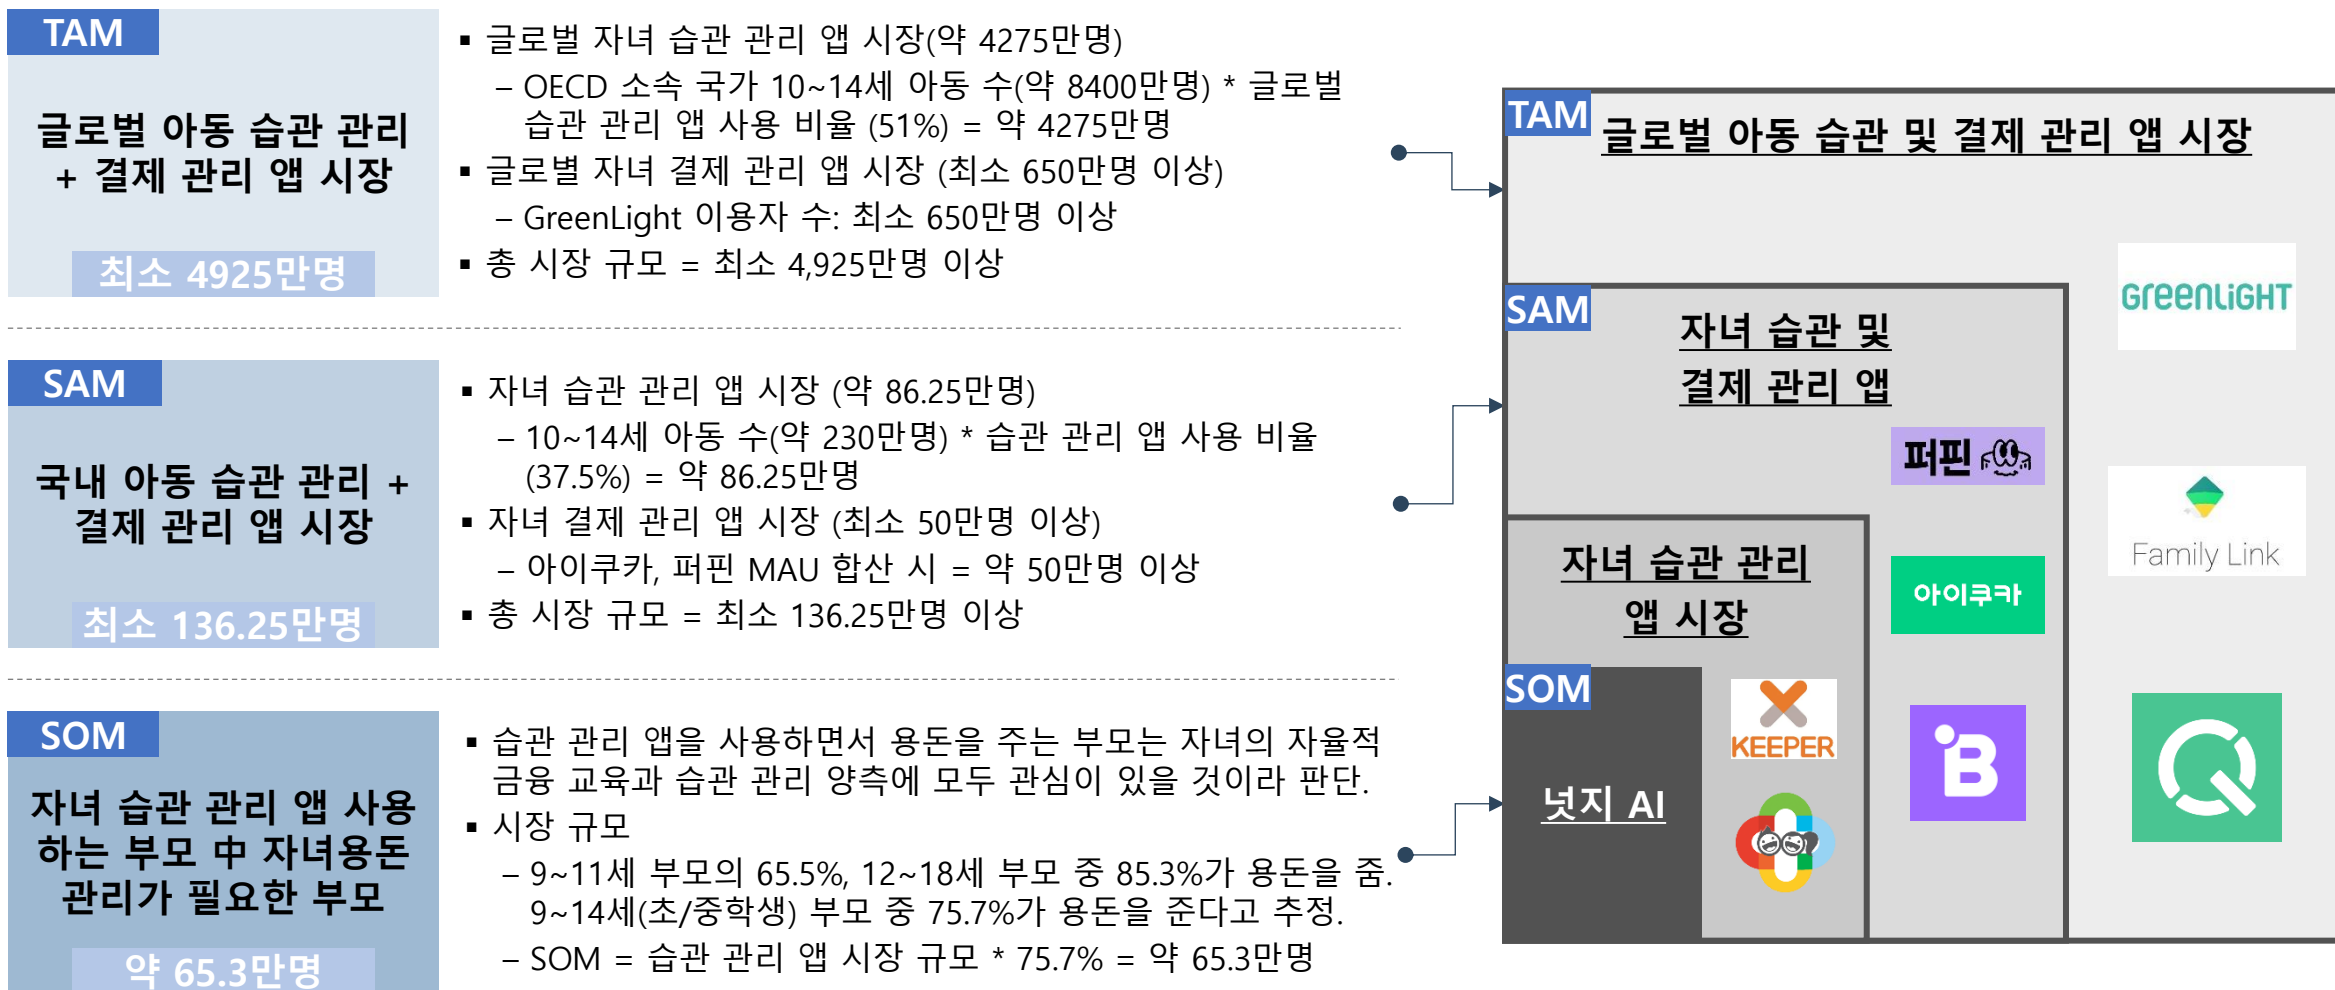 TAM
글로벌 아동 습관 관리
+ 결제 관리 앱 시장
최소 4925만명
▪ 글로벌 자녀 습관 관리 앱 시장(약 4275만명)
– OECD 소속 국가 10~14세 아동 수(약 8400만명) * 글로벌
습관 관리 앱 사용 비율 (51%) = 약 4275만명
▪ 글로별 자녀 결제 관리 앱 시장 (최소 650만명 이상)
– GreenLight 이용자 수: 최소 650만명 이상
▪ 총 시장 규모 = 최소 4,925만명 이상
SAM
국내 아동 습관 관리 +
결제 관리 앱 시장
최소 136.25만명
▪ 자녀 습관 관리 앱 시장 (약 86.25만명)
– 10~14세 아동 수(약 230만명) * 습관 관리 앱 사용 비율
(37.5%) = 약 86.25만명
▪ 자녀 결제 관리 앱 시장 (최소 50만명 이상)
– 아이쿠카, 퍼핀 MAU 합산 시 = 약 50만명 이상
▪ 총 시장 규모 = 최소 136.25만명 이상
SOM
자녀 습관 관리 앱 사용
하는 부모 中 자녀용돈
관리가 필요한 부모
약 65.3만명
▪ 습관 관리 앱을 사용하면서 용돈을 주는 부모는 자녀의 자율적
금융 교육과 습관 관리 양측에 모두 관심이 있을 것이라 판단.
▪ 시장 규모
– 9~11세 부모의 65.5%, 12~18세 부모 중 85.3%가 용돈을 줌.
9~14세(초/중학생) 부모 중 75.7%가 용돈을 준다고 추정.
– SOM = 습관 관리 앱 시장 규모 * 75.7% = 약 65.3만명
TAM
글로벌 아동 습관 및 결제 관리 앱 시장
GreenLiGHT
Family Link
SAM
자녀 습관 및
결제 관리 앱
퍼핀
아이쿠카
B
자녀 습관 관리
앱 시장
KEEPER
SOM
넛지 AI